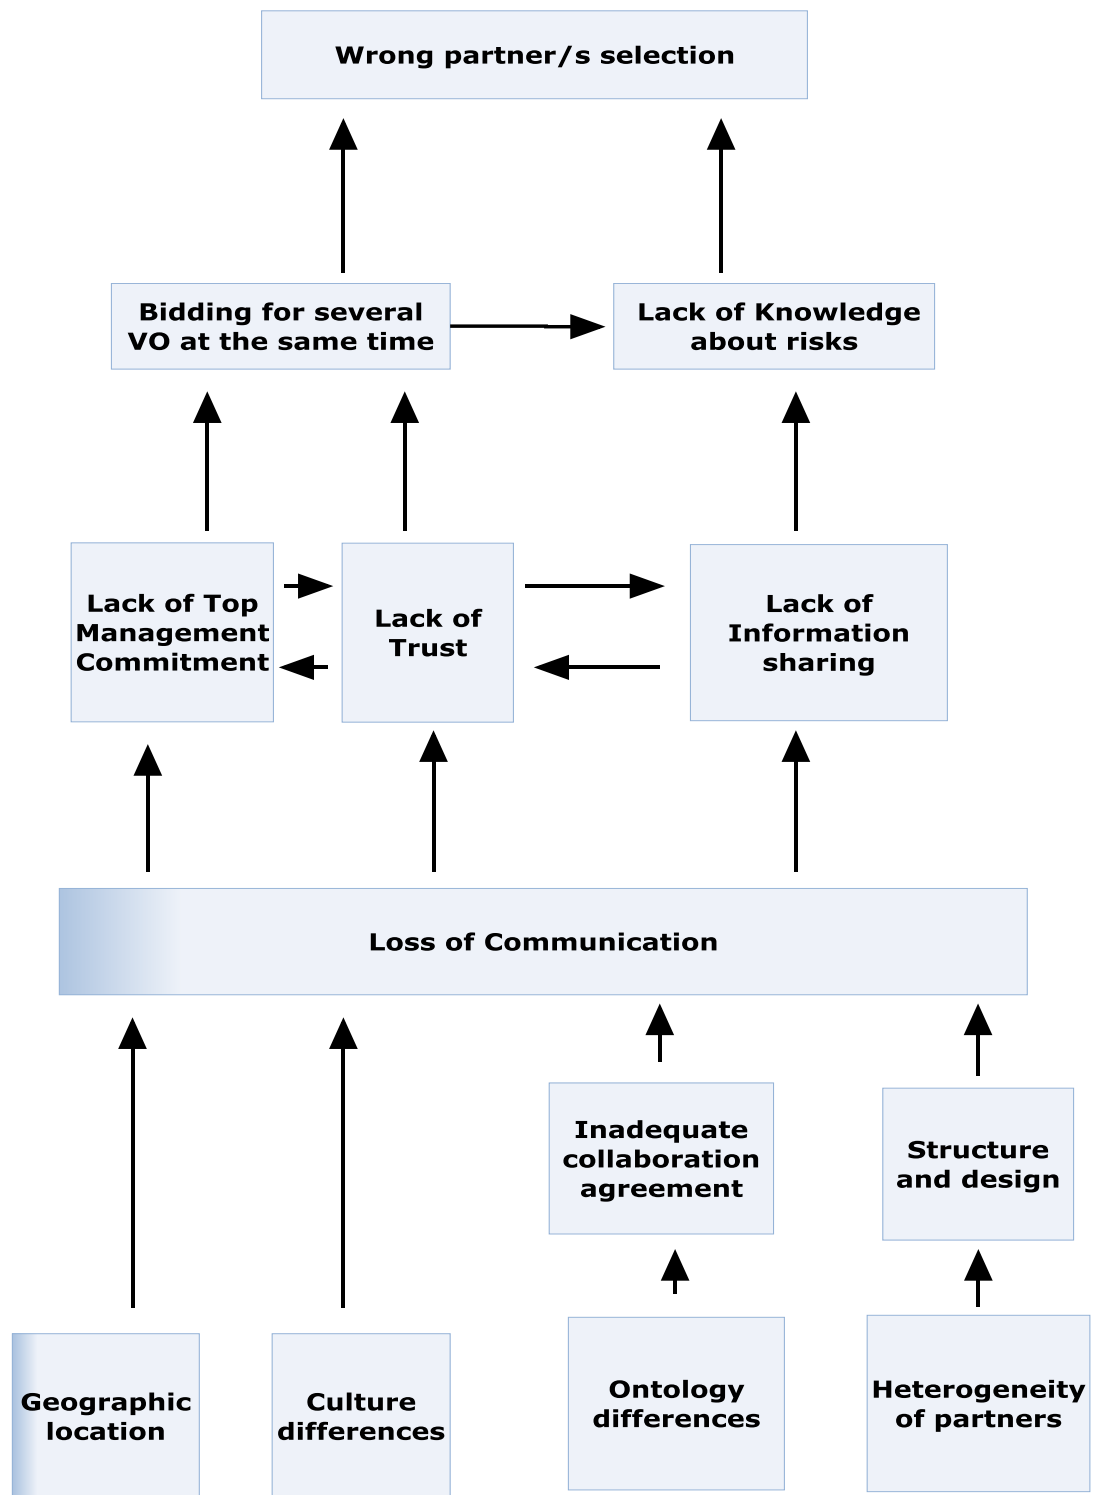 Wrong partner/s selection
Bidding for several
VO at the same time
Lack of Knowledge
about risks
Lack of Top
Management
Commitment
Lack of
Trust
Lack of
Information
sharing
Loss of Communication
Inadequate
collaboration
agreement
Structure
and design
Geographic
location
Culture
differences
Ontology
differences
Heterogeneity
of partners